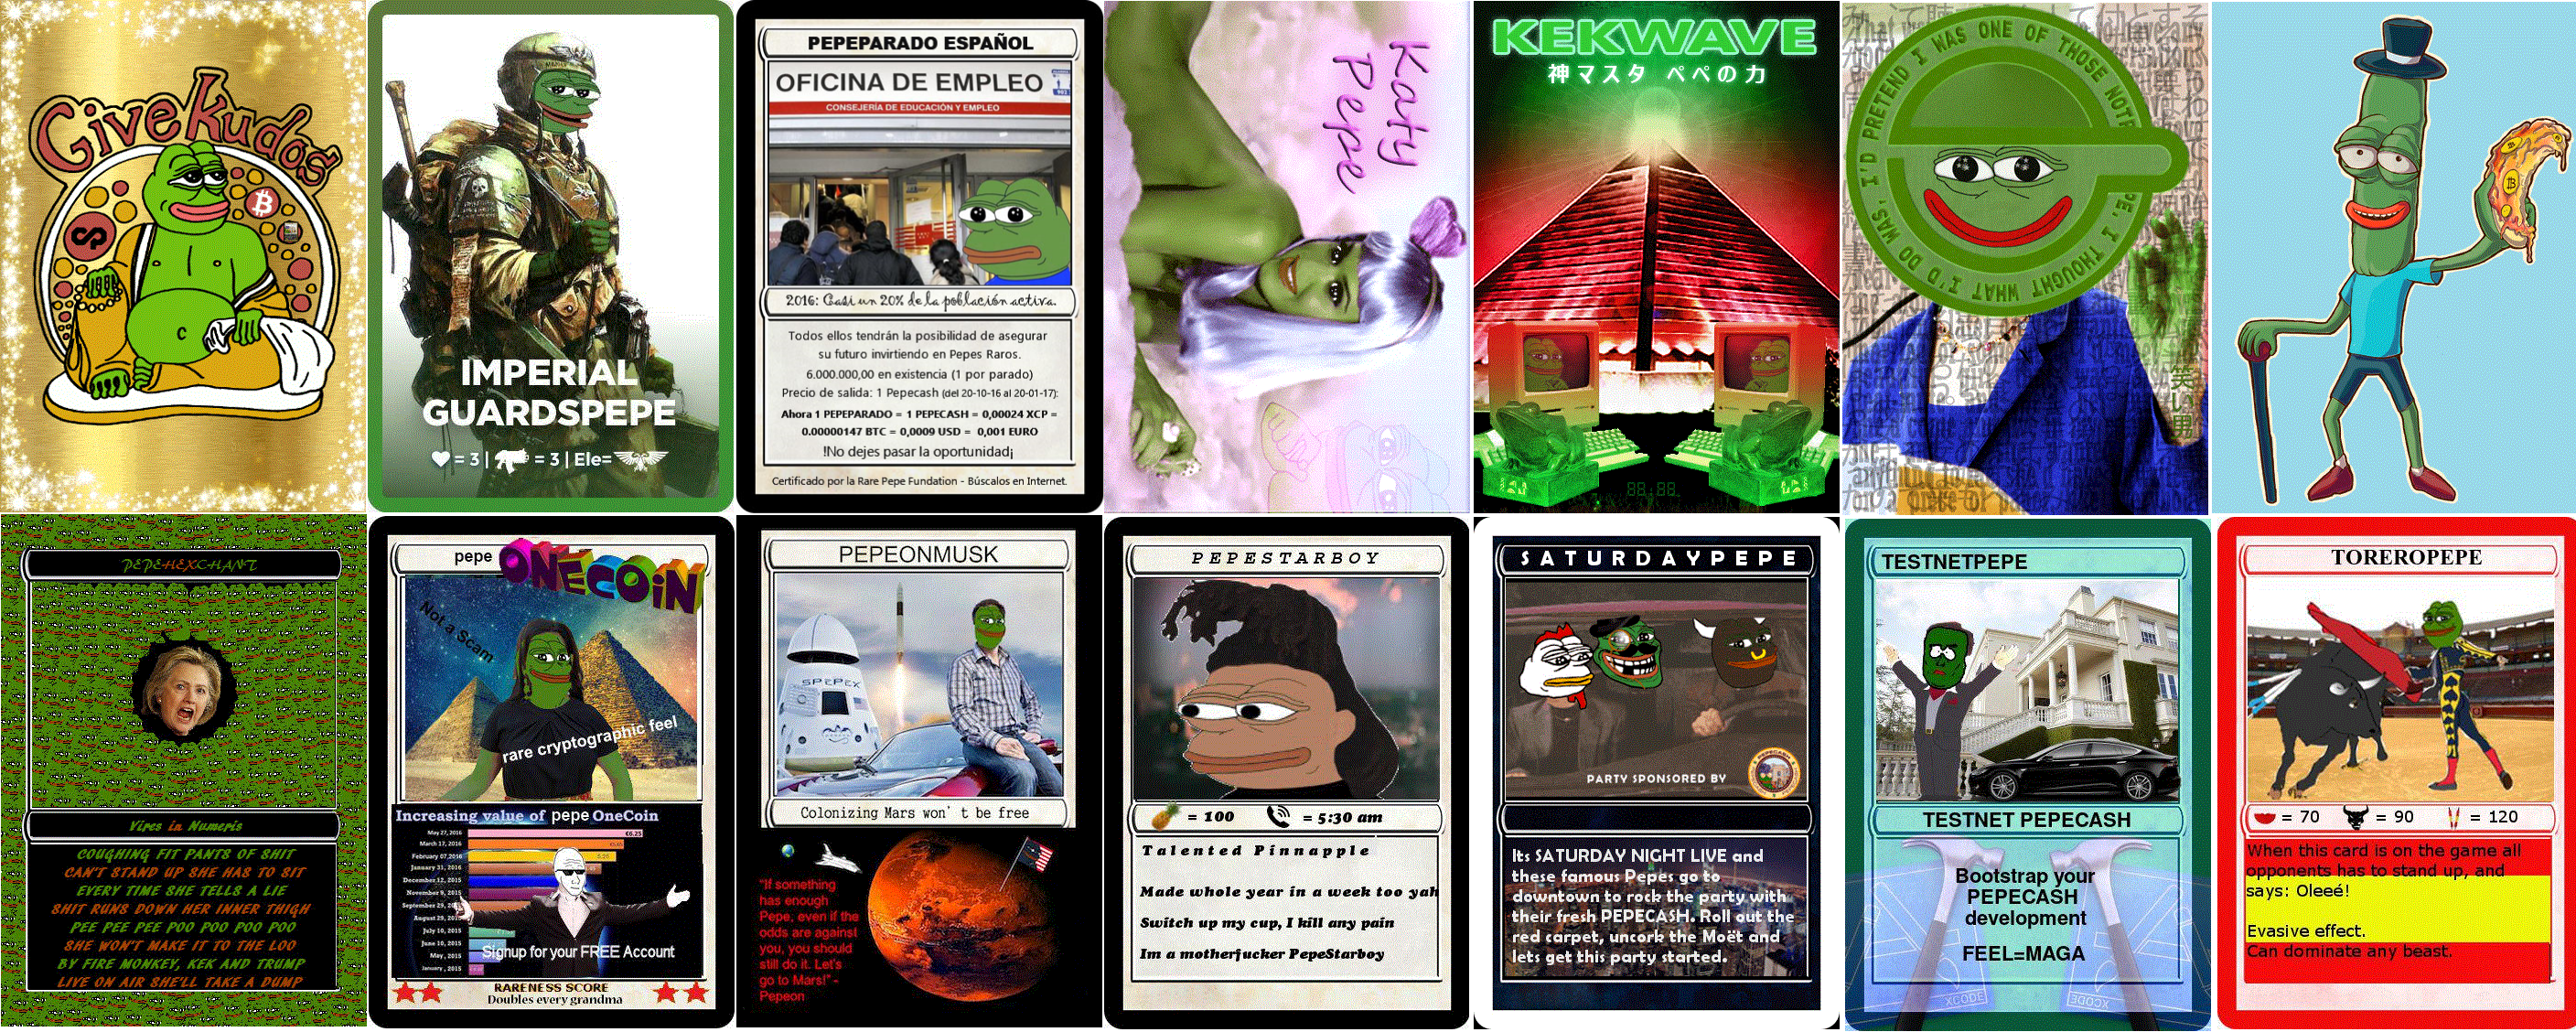 GiveKudos
IMPERIAL
GUARDSPEPE
= 3 | = 3 | Ele=
PEPEPARADO ESPAÑOL
OFICINA DE EMPLEO
CONSEJERÍA DE EDUCACIÓN Y EMPLEO
2016: Casi un 20% de la población activa.
Todos ellos tendrán la posibilidad de asegurar
su futuro invirtiendo en Pepes Raros.
6.000.000,00 en existencia (1 por parado)
Precio de salida: 1 Pepecash (del 20-10-16 al 20-01-17):
Ahora 1 PEPEPARADO = 1 PEPECASH = 0,00024 XCP =
0.00000147 BTC = 0,0009 USD = 0,001 EURO
!No dejes pasar la oportunidad¡
Certificado por la Rare Pepe Fundation - Búscalos en Internet.
Katy
Pepe
KEKWAVE
神マスタ ペペの力
88:88
I THOUGHT WHAT I'D DO WAS, I'D PRETEND I WAS ONE OF THOSE
笑い男
PEPEHEXCHANT
Vires in Numeris
COUGHING FIT PANTS OF SHIT
CAN'T STAND UP SHE HAS TO SIT
EVERY TIME SHE TELLS A LIE
SHIT RUNS DOWN HER INNER THIGH
PEE PEE PEE POO POO POO POO
SHE WON'T MAKE IT TO THE LOO
BY FIRE MONKEY, KEK AND TRUMP
LIVE ON AIR SHE'LL TAKE A DUMP
pepe ONECOiN
Not a Scam
rare cryptographic feel
Increasing value of pepe OneCoin
May 27, 2016
€6.25
March 17, 2016
February 07,2016
5.25
January 31, 2016
December 12, 2015
November 9, 2015
September 29, 2015
August 29, 2015
July 10, 2015
June 10, 2015
May , 2015
January , 2015
Signup for your FREE Account
RARENESS SCORE
Doubles every grandma
PEPEONMUSK
SPEPEX
Colonizing Mars won't be free
"If something
has enough
Pepe, even if the
odds are against
you, you should
still do it. Let's
go to Mars!" -
Pepeon
PEPESTARBOY
= 100 = 5:30 am
Talented Pinnapple
Made whole year in a week too yah
Switch up my cup, I kill any pain
Im a motherfucker PepeStarboy
SATURDAYPEPE
PARTY SPONSORED BY
Its SATURDAY NIGHT LIVE and
these famous Pepes go to
downtown to rock the party with
their fresh PEPECASH. Roll out the
red carpet, uncork the Moët and
lets get this party started.
TESTNETPEPE
TESTNET PEPECASH
Bootstrap your
PEPECASH
development
FEEL=MAGA
XCODE
XCODE
TOREROPEPE
= 70 = 90 = 120
When this card is on the game all
opponents has to stand up, and
says: Oleeé!
Evasive effect.
Can dominate any beast.